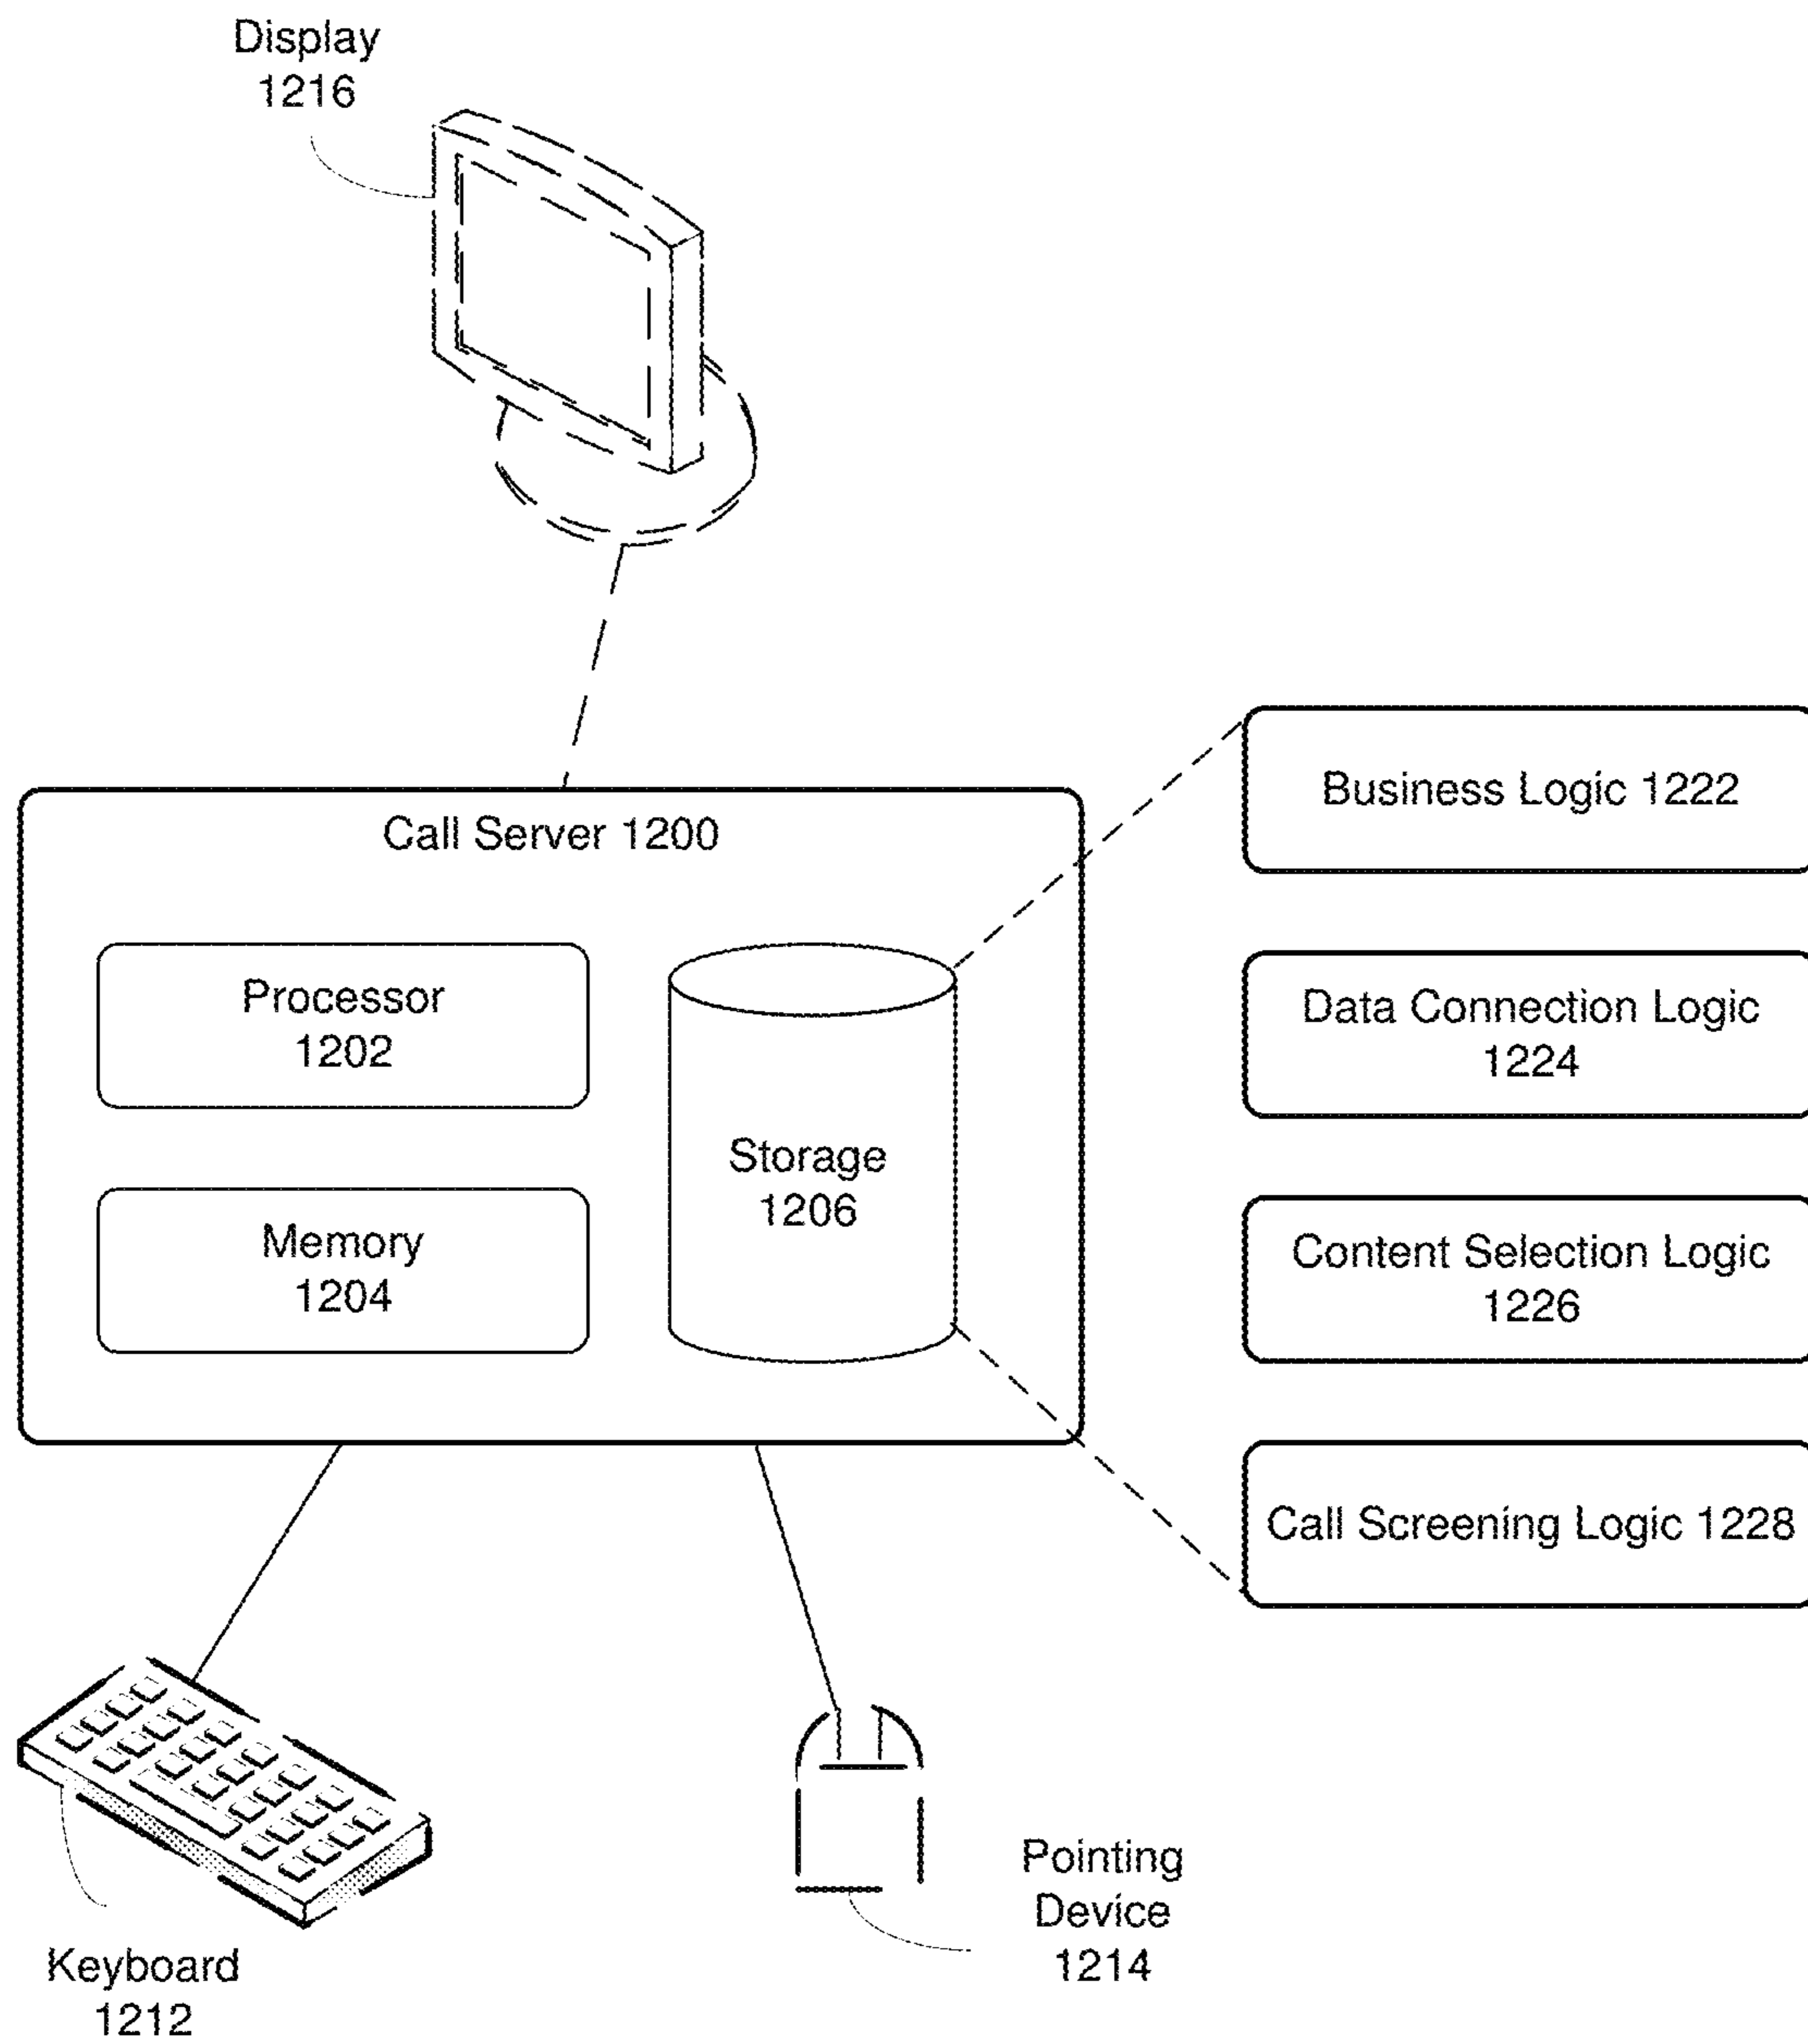 Display
1216
Business Logic 1222
Call Server 1200
Processor
1202
Data Connection Logic
1224
Storage
1206
Memory
1204
Content Selection Logic
1226
Call Screening Logic 1228
Pointing
Device
1214
Keyboard
1212